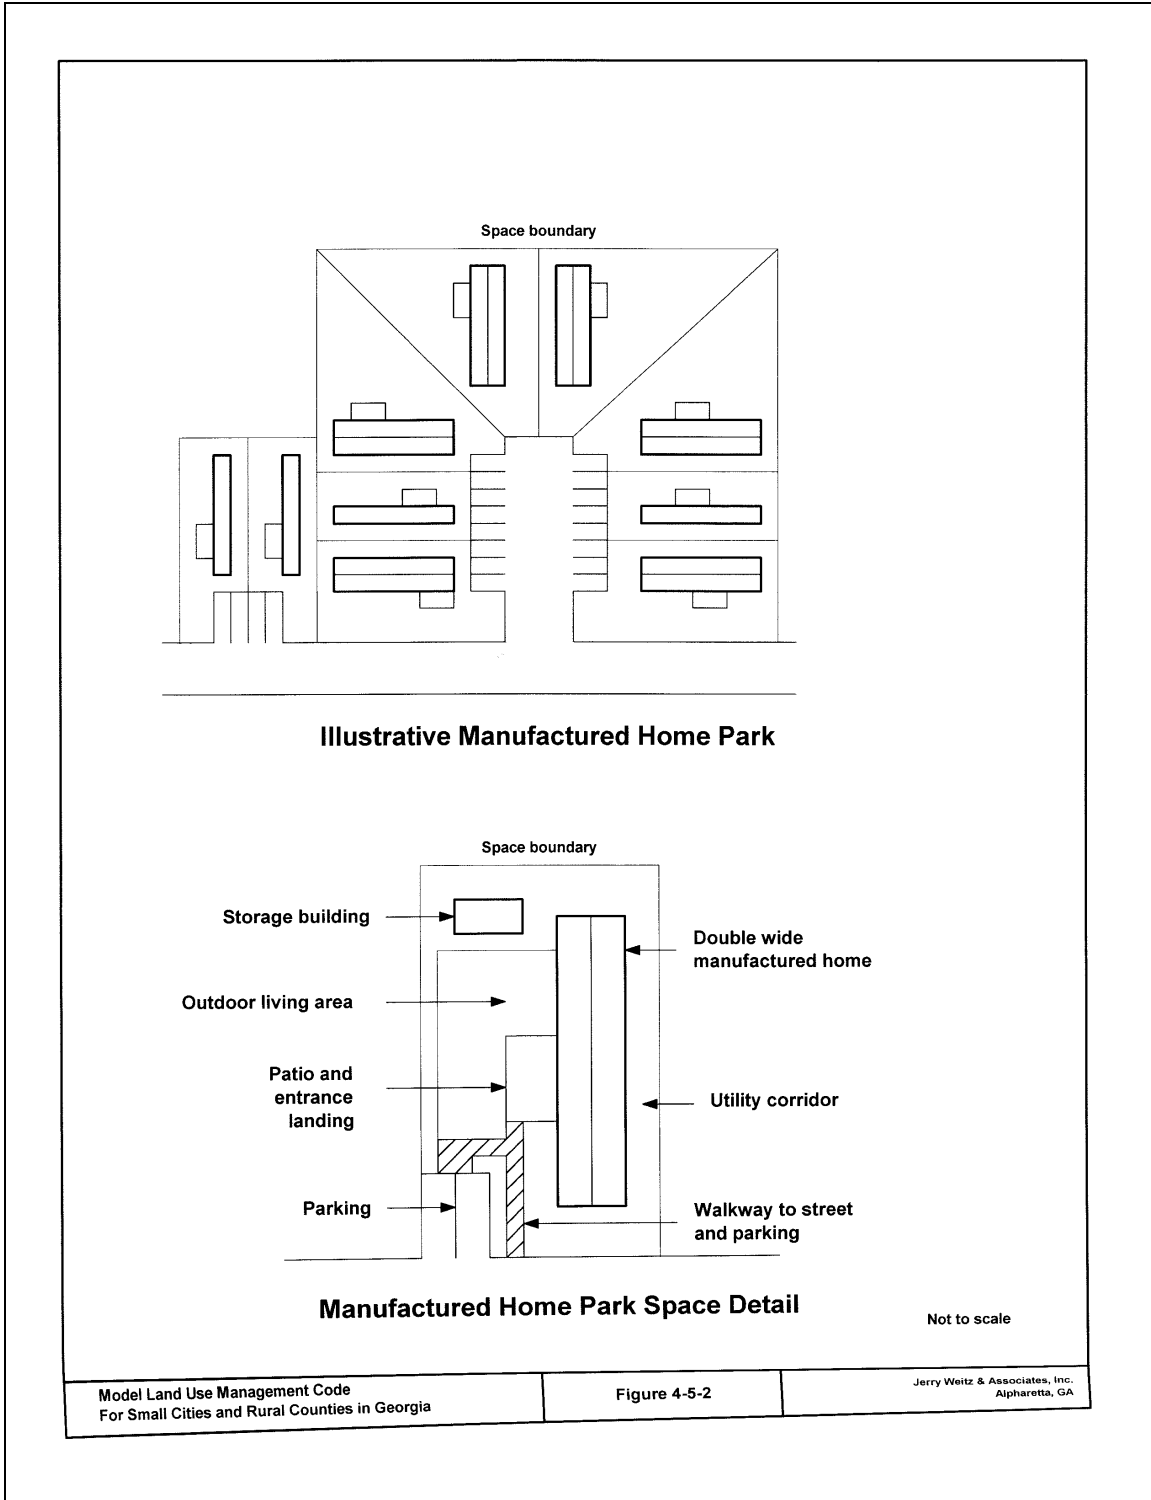 Space boundary
Illustrative Manufactured Home Park
Space boundary
Storage building
Double wide
manufactured home
Outdoor living area
Patio and
entrance
landing
Utility corridor
Parking
Walkway to street
and parking
Manufactured Home Park Space Detail
Not to scale
Model Land Use Management Code
For Small Cities and Rural Counties in Georgia
Figure 4-5-2
Jerry Weitz & Associates, Inc.
Alpharetta, GA